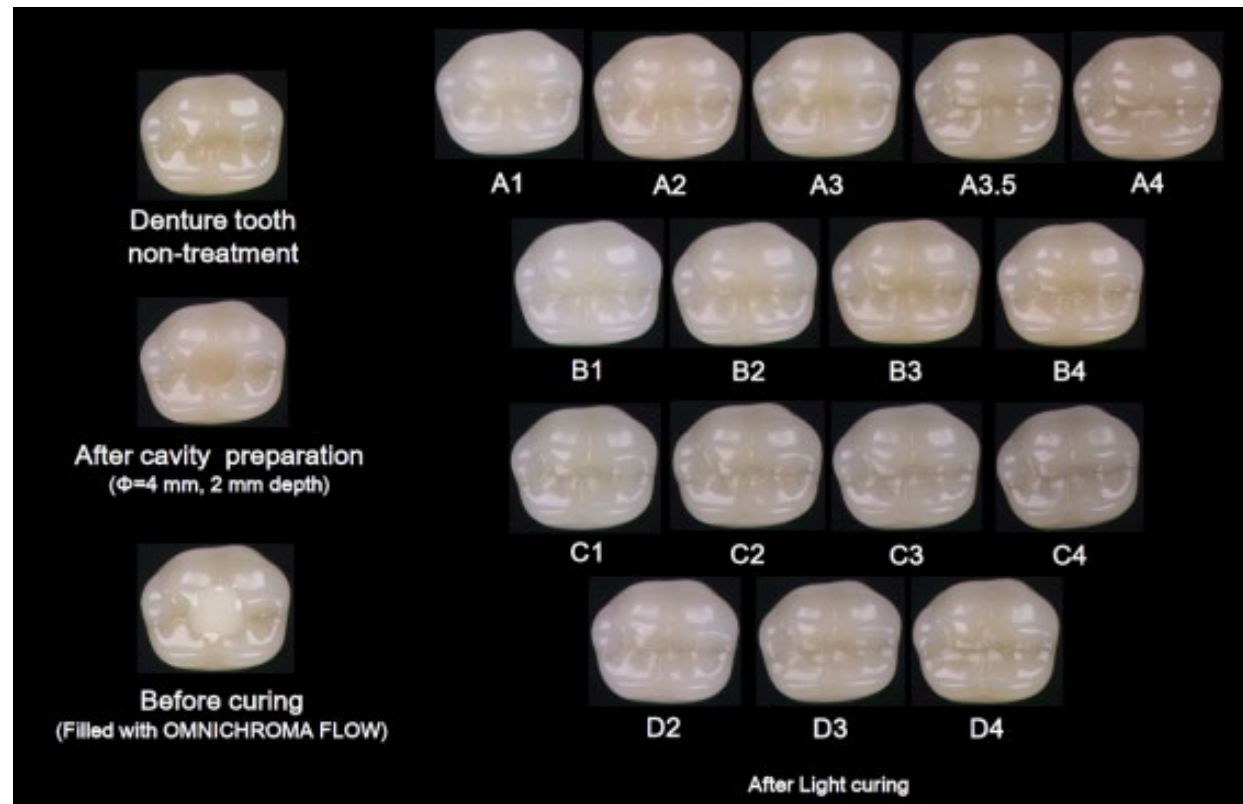 Denture tooth
non-treatment
After cavity preparation
(Φ=4 mm, 2 mm depth)
Before curing
(Filled with OMNICHROMA FLOW)
A1 A2 A3 A3.5 A4
B1 B2 B3 B4
C1 C2 C3 C4
D2 D3 D4
After Light curing